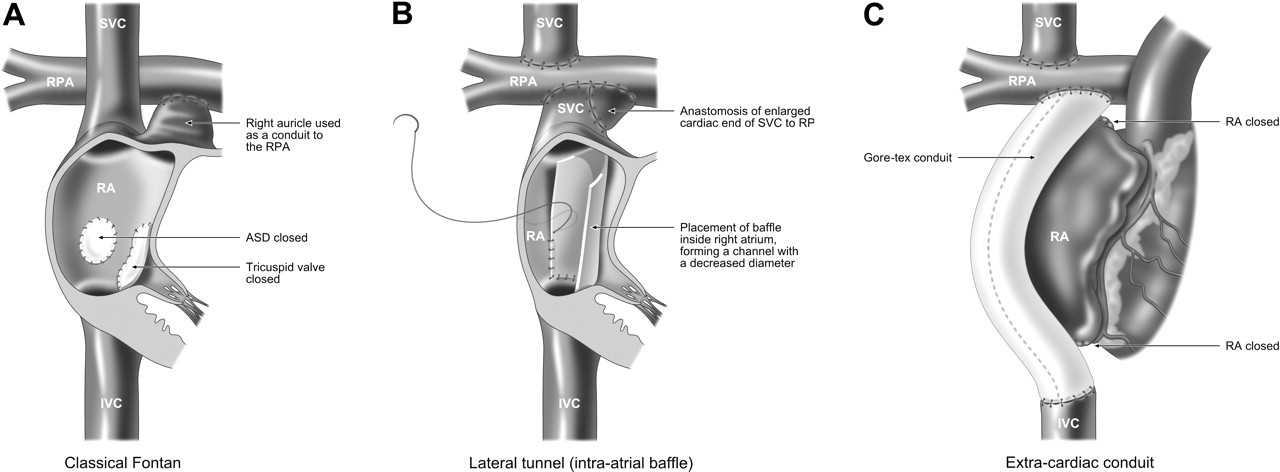 A
SVC
RPA
Right auricle used
as a conduit to
the RPA
RA
ASD closed
Tricuspid valve
closed
IVC
Classical Fontan
B
SVC
RPA
SVC
Anastomosis of enlarged
cardiac end of SVC to RP
RA
Placement of baffle
inside right atrium,
forming a channel with
a decreased diameter
IVC
Lateral tunnel (intra-atrial baffle)
C
SVC
RPA
RA closed
Gore-tex conduit
RA
RA closed
IVC
Extra-cardiac conduit